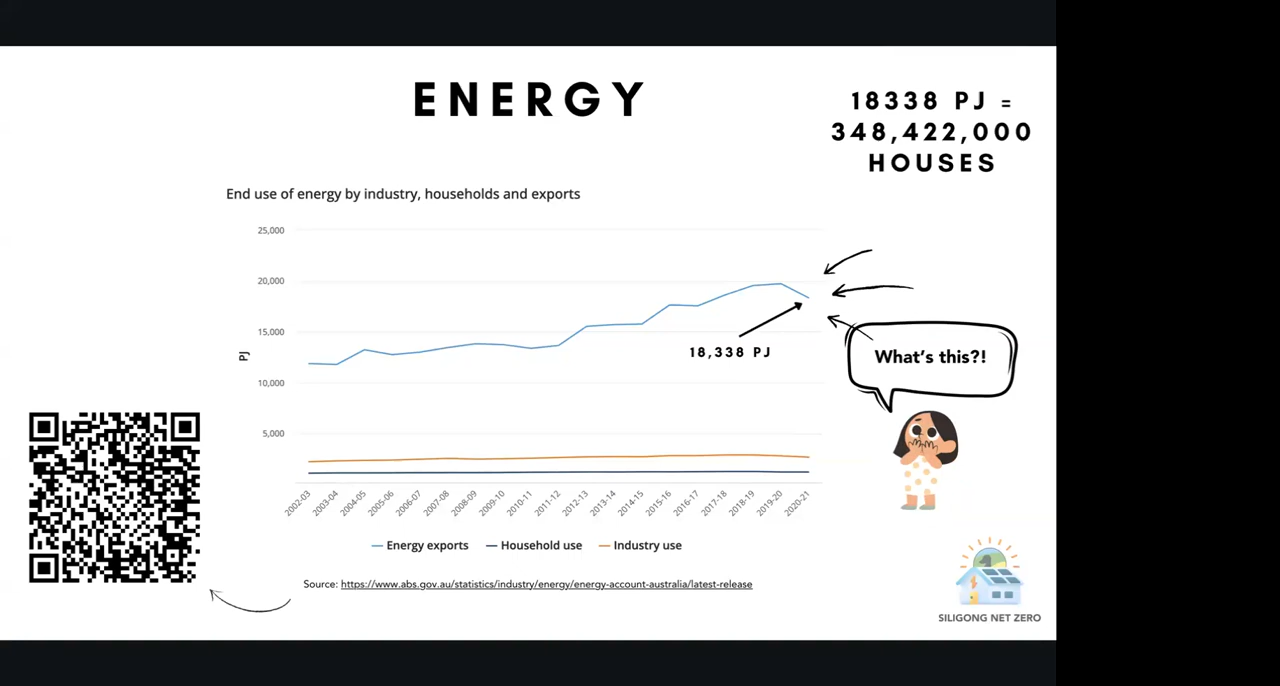 ENERGY
18338 PJ =
348,422,000
HOUSES
End use of energy by industry, households and exports
25,000
20,000
15,000
10,000
5,000
PJ
18,338 PJ
What's this?!
2002-03
2003-04
2004-05
2005-06
2006-07
2007-08
2008-09
2009-10
2010-11
2011-12
2012-13
2013-14
2014-15
2015-16
2016-17
2017-18
2018-19
2019-20
2020-21
Energy exports Household use Industry use
Source: https://www.abs.gov.au/statistics/industry/energy/energy-account-australia/latest-release
SILIGONG NET ZERO